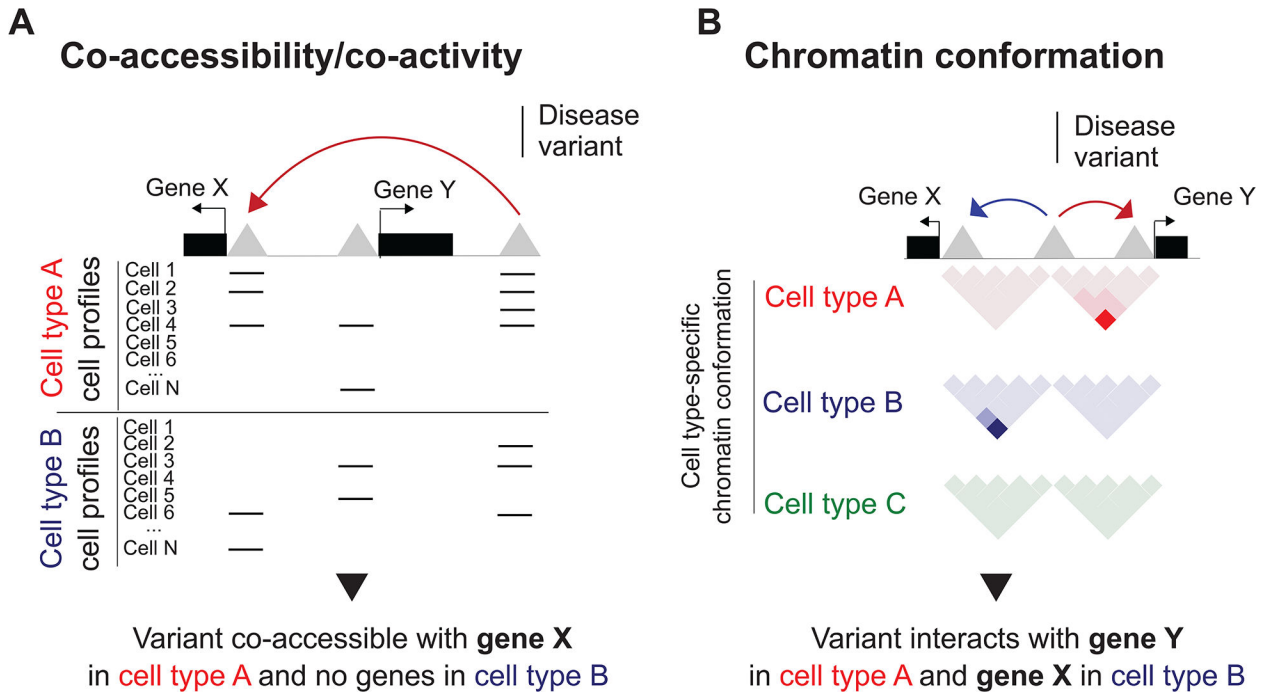 A
Co-accessibility/co-activity
Disease
variant
Gene X
Gene Y
Cell type A
cell profiles
Cell 1
Cell 2
Cell 3
Cell 4
Cell 5
Cell 6
...
Cell N
Cell type B
cell profiles
Cell 1
Cell 2
Cell 3
Cell 4
Cell 5
Cell 6
...
Cell N
Variant co-accessible with gene X
in cell type A and no genes in cell type B
B
Chromatin conformation
Disease
variant
Gene X
Gene Y
Cell type-specific
chromatin conformation
Cell type A
Cell type B
Cell type C
Variant interacts with gene Y
in cell type A and gene X in cell type B